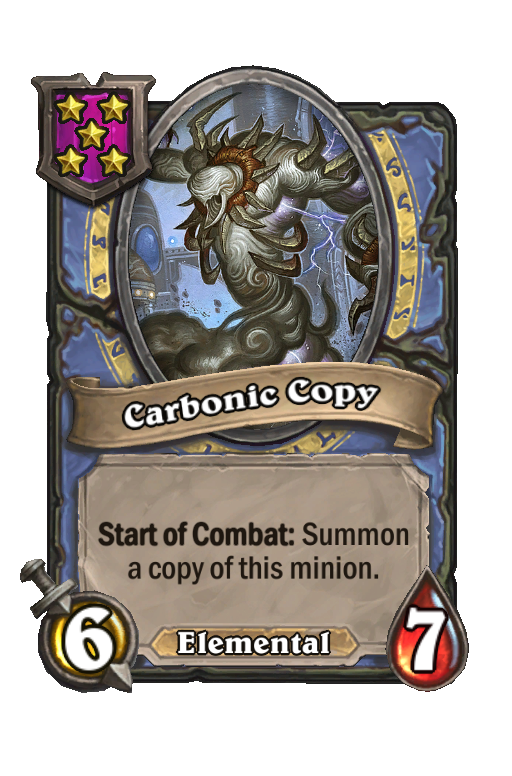 Carbonic Copy
Start of Combat: Summon
a copy of this minion.
6
Elemental
7